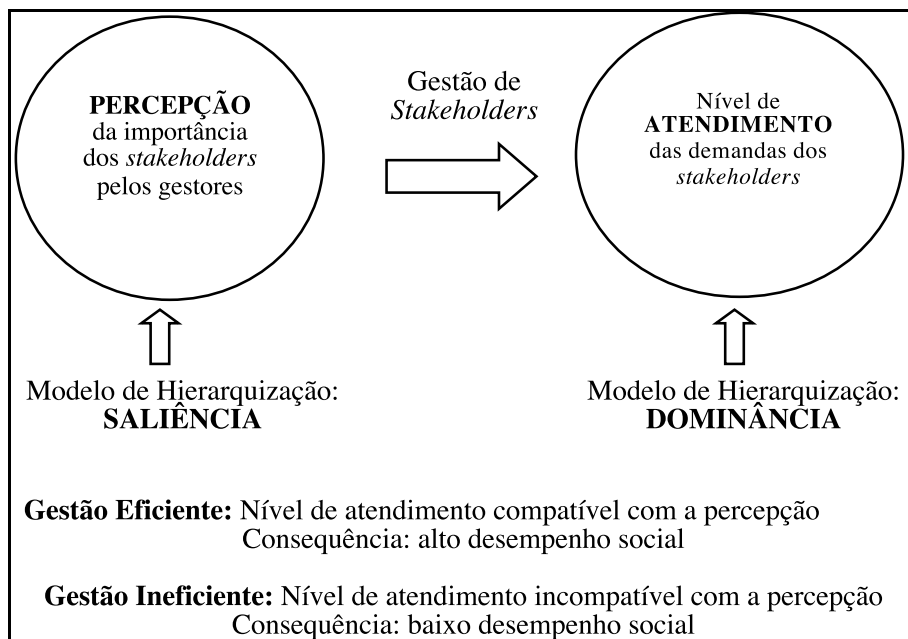 PERCEPÇÃO
da importância
dos stakeholders
pelos gestores
Gestão de
Stakeholders
Nível de
ATENDIMENTO
das demandas dos
stakeholders
Modelo de Hierarquização:
SALIÊNCIA
Modelo de Hierarquização:
DOMINÂNCIA
Gestão Eficiente: Nível de atendimento compatível com a percepção
Consequência: alto desempenho social
Gestão Ineficiente: Nível de atendimento incompatível com a percepção
Consequência: baixo desempenho social